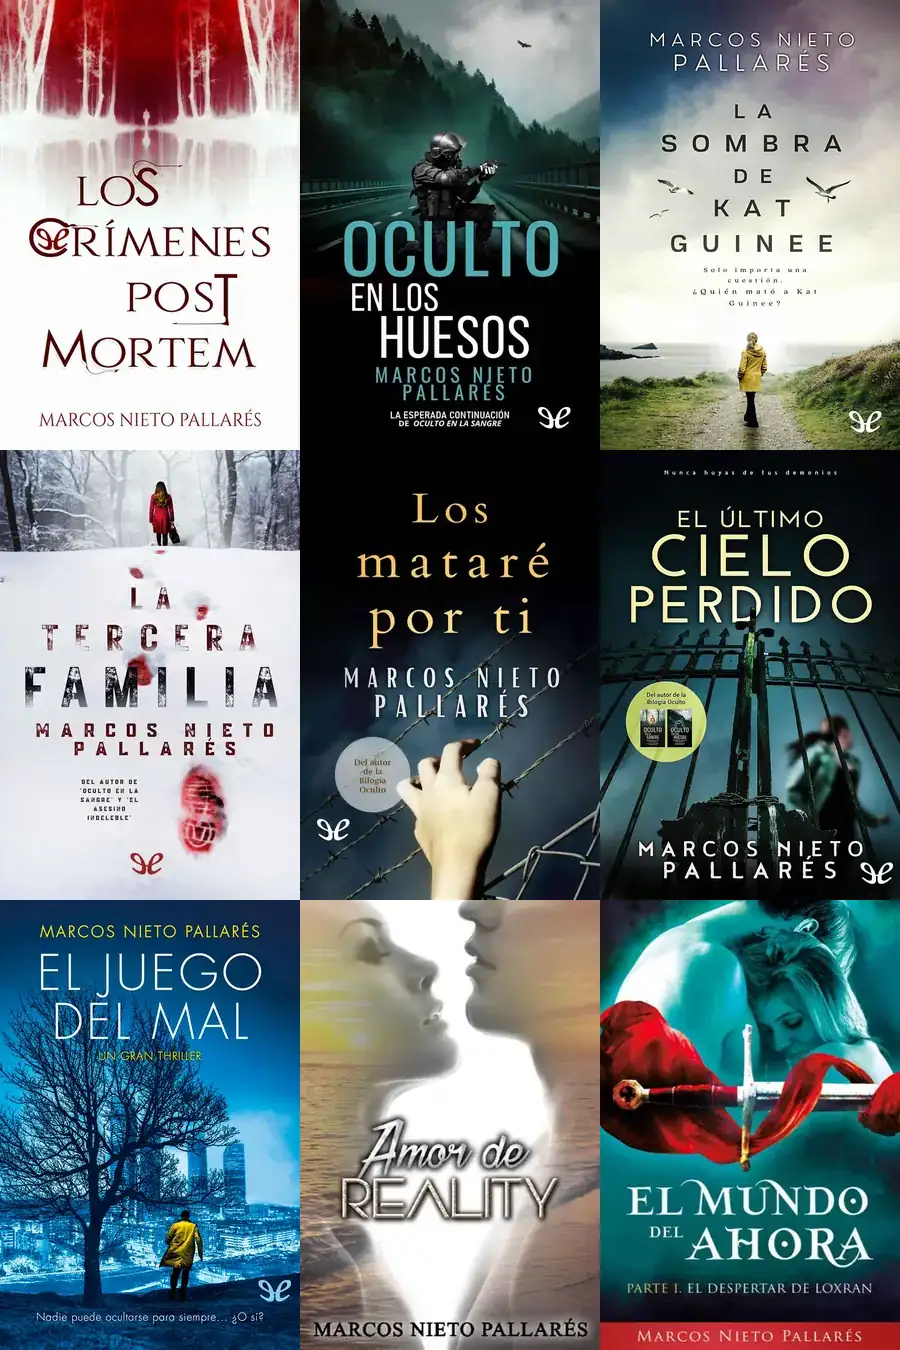 LOS
CRÍMENES
POST
MORTEM
MARCOS NIETO PALLARÉS
OCULTO
EN LOS
HUESOS
MARCOS NIETO
PALLARÉS
LA ESPERADA CONTINUACIÓN
DE OCULTO EN LA SANGRE
MARCOS NIETO
PALLARÉS
LA
SOMBRA
DE
KAT
GUINEE
Solo importa una
cuestión.
¿Quién mató a Kat
Guinee?
LA
TERCERA
FAMILIA
MARCOS NIETO
PALLARÉS
DEL AUTOR DE
"OCULTO EN LA
SANGRE" Y "EL
ASESINO
INDELEBLE"
Los
mataré
por ti
MARCOS NIETO
PALLARÉS
Del autor
de la
Bilogía
Oculto
Nunca huyas de tus demonios
EL ÚLTIMO
CIELO
PERDIDO
Del autor de la
Bilogía Oculto
OCULTO
SANGRE
OCULTO
HUESOS
MARCOS NIETO
PALLARÉS
MARCOS NIETO PALLARÉS
EL JUEGO
DEL MAL
UN GRAN THRILLER
Nadie puede ocultarse para siempre... ¿O sí?
Amor de
REALITY
MARCOS NIETO PALLARÉS
EL MUNDO
DEL AHORA
PARTE I. EL DESPERTAR DE LOXRAN
MARCOS NIETO PALLARÉS